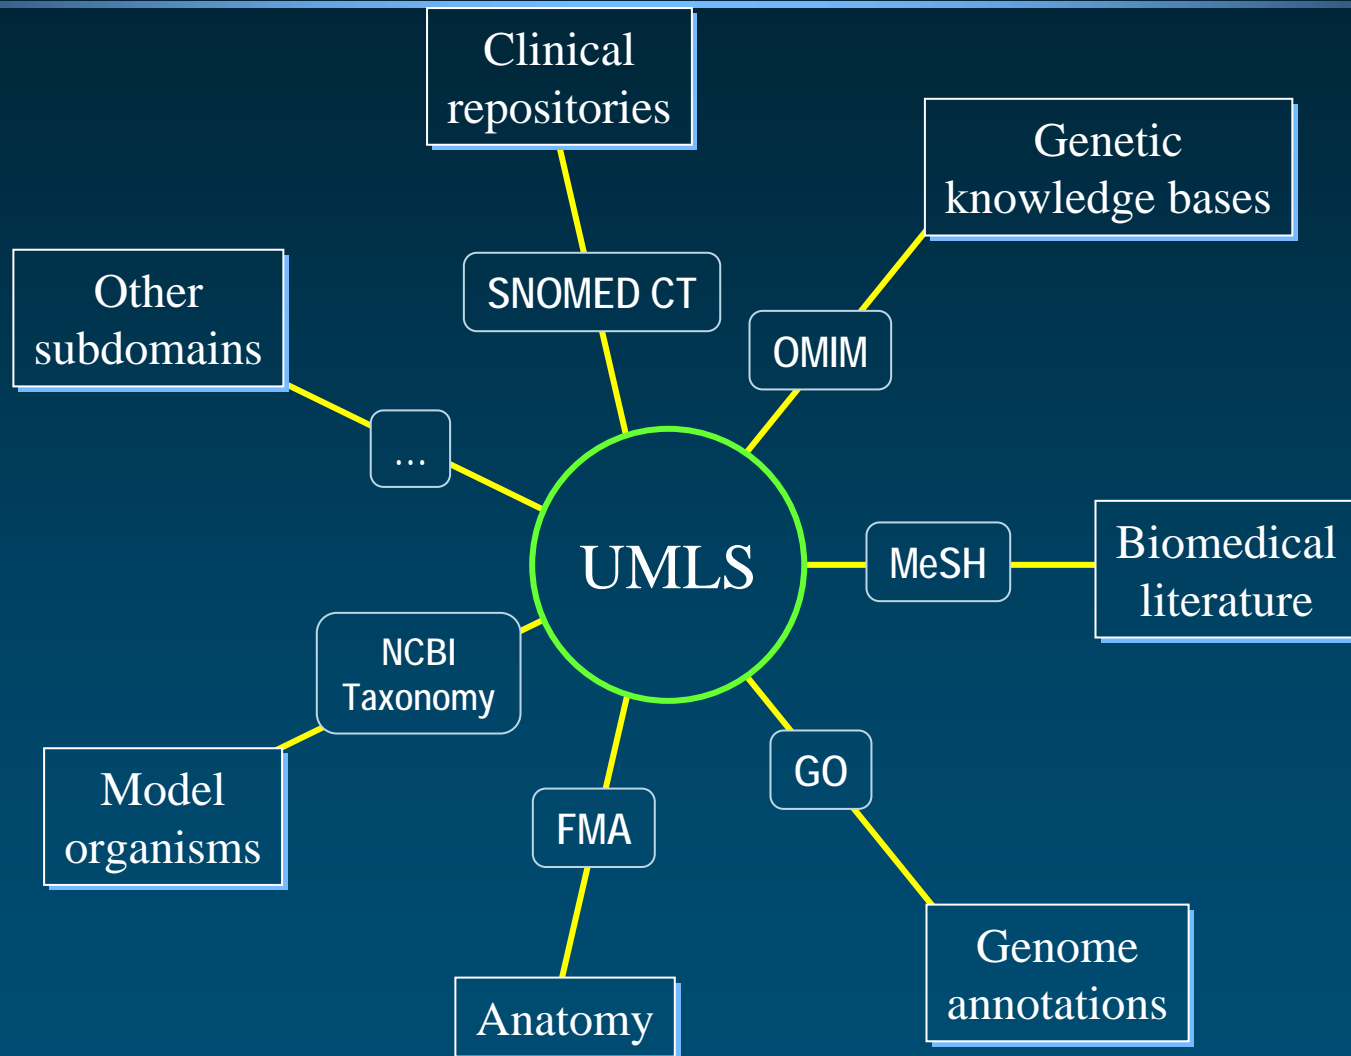 Clinical
repositories
Genetic
knowledge bases
Other
subdomains
SNOMED CT
OMIM
...
UMLS
MeSH
Biomedical
literature
NCBI
Taxonomy
GO
Model
organisms
FMA
Genome
annotations
Anatomy